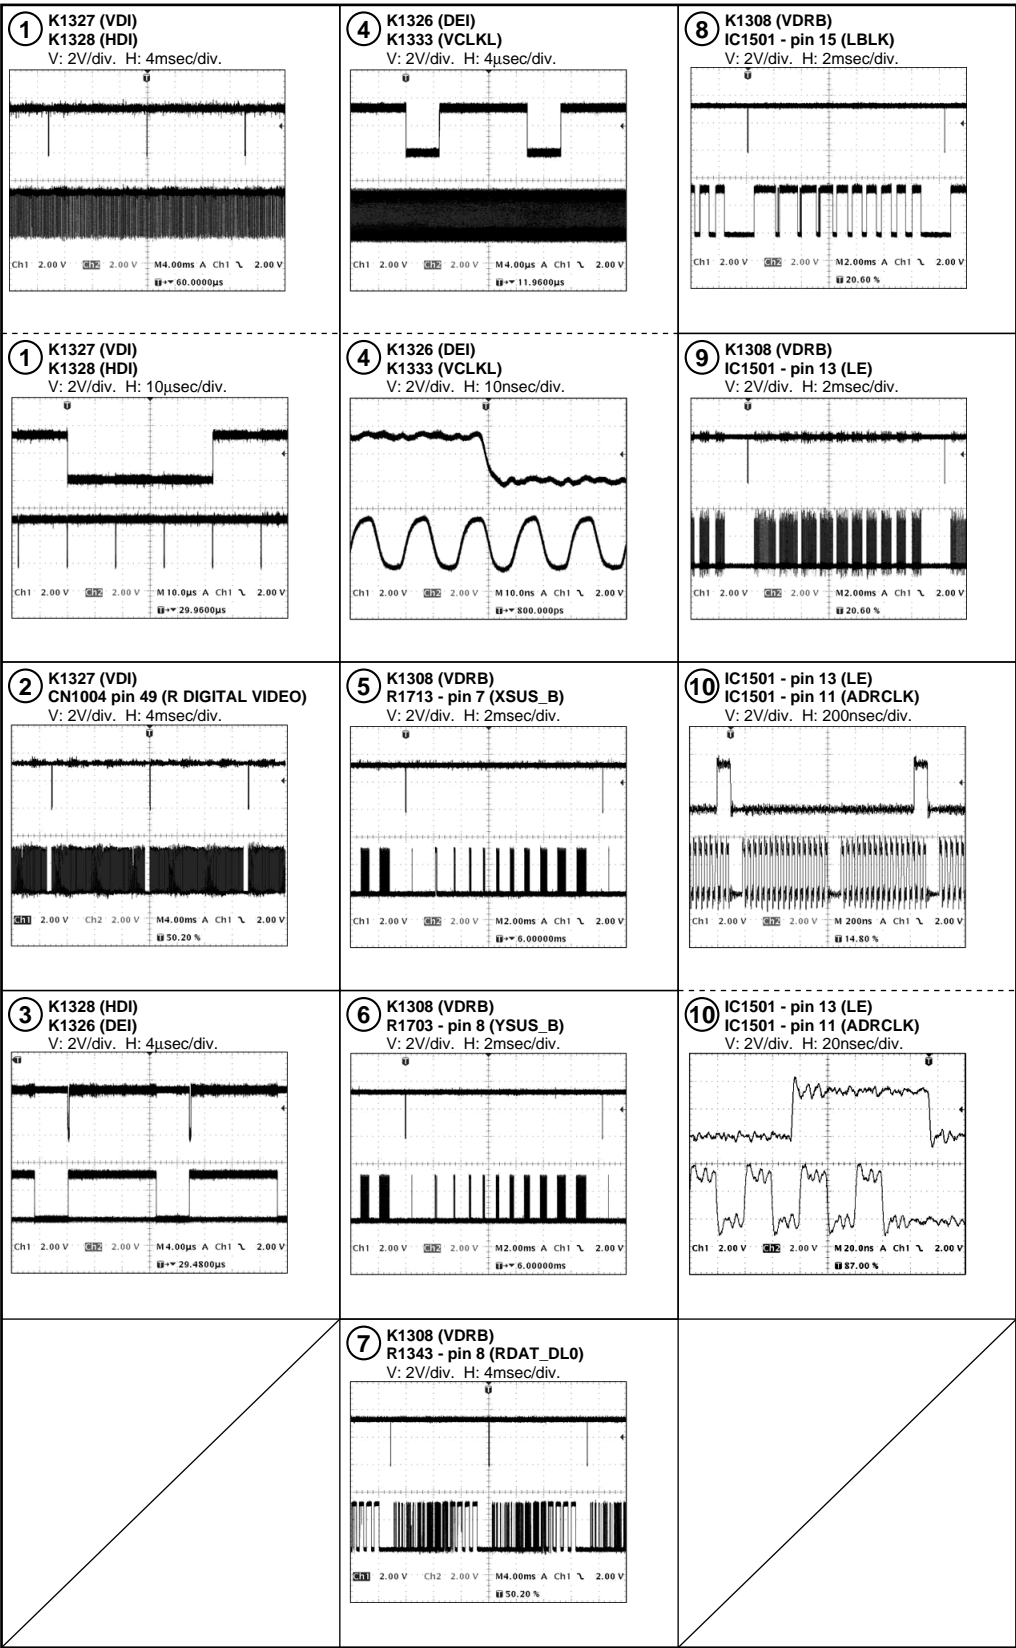 1 K1327 (VDI)
K1328 (HDI)
V: 2V/div. H: 4msec/div.
T
Ch1 2.00 V Ch2 2.00 V M4.00ms A Ch1 2.00 V
T 60.0000µs
4 K1326 (DEI)
K1333 (VCLKL)
V: 2V/div. H: 4µsec/div.
T
Ch1 2.00 V Ch2 2.00 V M4.00µs A Ch1 2.00 V
T 11.9600µs
8 K1308 (VDRB)
IC1501 - pin 15 (LBLK)
V: 2V/div. H: 2msec/div.
T
Ch1 2.00 V Ch2 2.00 V M2.00ms A Ch1 2.00 V
T 20.60 %
1 K1327 (VDI)
K1328 (HDI)
V: 2V/div. H: 10µsec/div.
T
Ch1 2.00 V Ch2 2.00 V M10.0µs A Ch1 2.00 V
T 29.9600µs
4 K1326 (DEI)
K1333 (VCLKL)
V: 2V/div. H: 10nsec/div.
T
Ch1 2.00 V Ch2 2.00 V M10.0ns A Ch1 2.00 V
T 800.000ps
9 K1308 (VDRB)
IC1501 - pin 13 (LE)
V: 2V/div. H: 2msec/div.
T
Ch1 2.00 V Ch2 2.00 V M2.00ms A Ch1 2.00 V
T 20.60 %
2 K1327 (VDI)
CN1004 pin 49 (R DIGITAL VIDEO)
V: 2V/div. H: 4msec/div.
T
Ch1 2.00 V Ch2 2.00 V M4.00ms A Ch1 2.00 V
T 50.20 %
5 K1308 (VDRB)
R1713 - pin 7 (XSUS_B)
V: 2V/div. H: 2msec/div.
T
Ch1 2.00 V Ch2 2.00 V M2.00ms A Ch1 2.00 V
T 6.00000ms
10 IC1501 - pin 13 (LE)
IC1501 - pin 11 (ADRCLK)
V: 2V/div. H: 200nsec/div.
T
Ch1 2.00 V Ch2 2.00 V M 200ns A Ch1 2.00 V
T 14.80 %
3 K1328 (HDI)
K1326 (DEI)
V: 2V/div. H: 4µsec/div.
T
Ch1 2.00 V Ch2 2.00 V M4.00µs A Ch1 2.00 V
T 29.4800µs
6 K1308 (VDRB)
R1703 - pin 8 (YSUS_B)
V: 2V/div. H: 2msec/div.
T
Ch1 2.00 V Ch2 2.00 V M2.00ms A Ch1 2.00 V
T 6.00000ms
10 IC1501 - pin 13 (LE)
IC1501 - pin 11 (ADRCLK)
V: 2V/div. H: 20nsec/div.
T
Ch1 2.00 V Ch2 2.00 V M20.0ns A Ch1 2.00 V
T 87.00 %
7 K1308 (VDRB)
R1343 - pin 8 (RDAT_DL0)
V: 2V/div. H: 4msec/div.
T
Ch1 2.00 V Ch2 2.00 V M4.00ms A Ch1 2.00 V
T 50.20 %